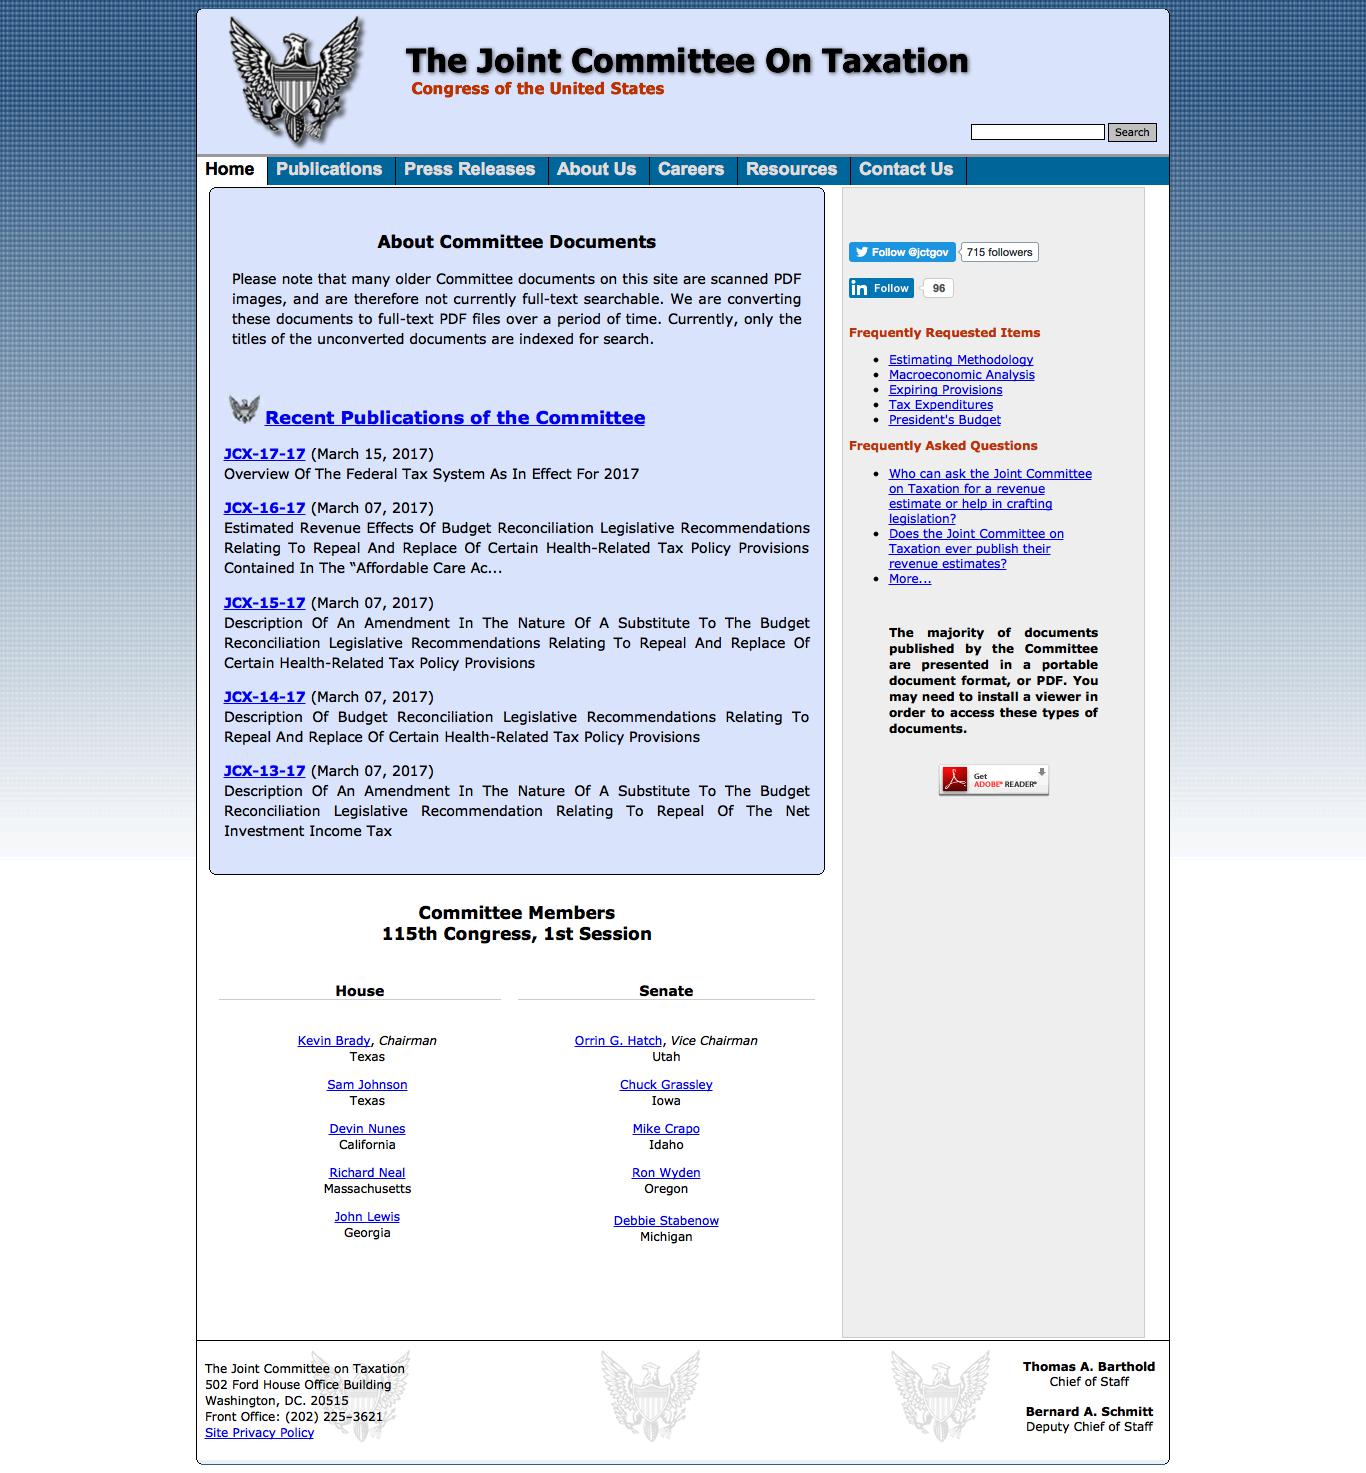 The Joint Committee On Taxation
Congress of the United States
Search
Home
Publications
Press Releases
About Us
Careers
Resources
Contact Us
About Committee Documents
Please note that many older Committee documents on this site are scanned PDF
images, and are therefore not currently full-text searchable. We are converting
these documents to full-text PDF files over a period of time. Currently, only the
titles of the unconverted documents are indexed for search.
Recent Publications of the Committee
JCX-17-17 (March 15, 2017)
Overview Of The Federal Tax System As In Effect For 2017
JCX-16-17 (March 07, 2017)
Estimated Revenue Effects Of Budget Reconciliation Legislative Recommendations
Relating To Repeal And Replace Of Certain Health-Related Tax Policy Provisions
Contained In The “Affordable Care Ac...
JCX-15-17 (March 07, 2017)
Description Of An Amendment In The Nature Of A Substitute To The Budget
Reconciliation Legislative Recommendations Relating To Repeal And Replace Of
Certain Health-Related Tax Policy Provisions
JCX-14-17 (March 07, 2017)
Description Of Budget Reconciliation Legislative Recommendations Relating To
Repeal And Replace Of Certain Health-Related Tax Policy Provisions
JCX-13-17 (March 07, 2017)
Description Of An Amendment In The Nature Of A Substitute To The Budget
Reconciliation Legislative Recommendation Relating To Repeal Of The Net
Investment Income Tax
Committee Members
115th Congress, 1st Session
House
Kevin Brady, Chairman
Texas
Sam Johnson
Texas
Devin Nunes
California
Richard Neal
Massachusetts
John Lewis
Georgia
Senate
Orrin G. Hatch, Vice Chairman
Utah
Chuck Grassley
Iowa
Mike Crapo
Idaho
Ron Wyden
Oregon
Debbie Stabenow
Michigan
Follow @jctgov 715 followers
in Follow 96
Frequently Requested Items
• Estimating Methodology
• Macroeconomic Analysis
• Expiring Provisions
• Tax Expenditures
• President's Budget
Frequently Asked Questions
• Who can ask the Joint Committee
on Taxation for a revenue
estimate or help in crafting
legislation?
• Does the Joint Committee on
Taxation ever publish their
revenue estimates?
• More...
The majority of documents
published by the Committee
are presented in a portable
document format, or PDF. You
may need to install a viewer in
order to access these types of
documents.
Get
ADOBE® READER®
The Joint Committee on Taxation
502 Ford House Office Building
Washington, DC. 20515
Front Office: (202) 225–3621
Site Privacy Policy
Thomas A. Barthold
Chief of Staff
Bernard A. Schmitt
Deputy Chief of Staff